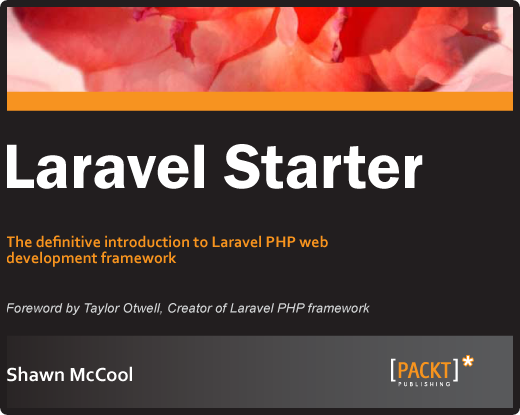 Laravel Starter
The definitive introduction to Laravel PHP web
development framework
Foreword by Taylor Otwell, Creator of Laravel PHP framework
Shawn McCool
[PACKT]*
PUBLISHING